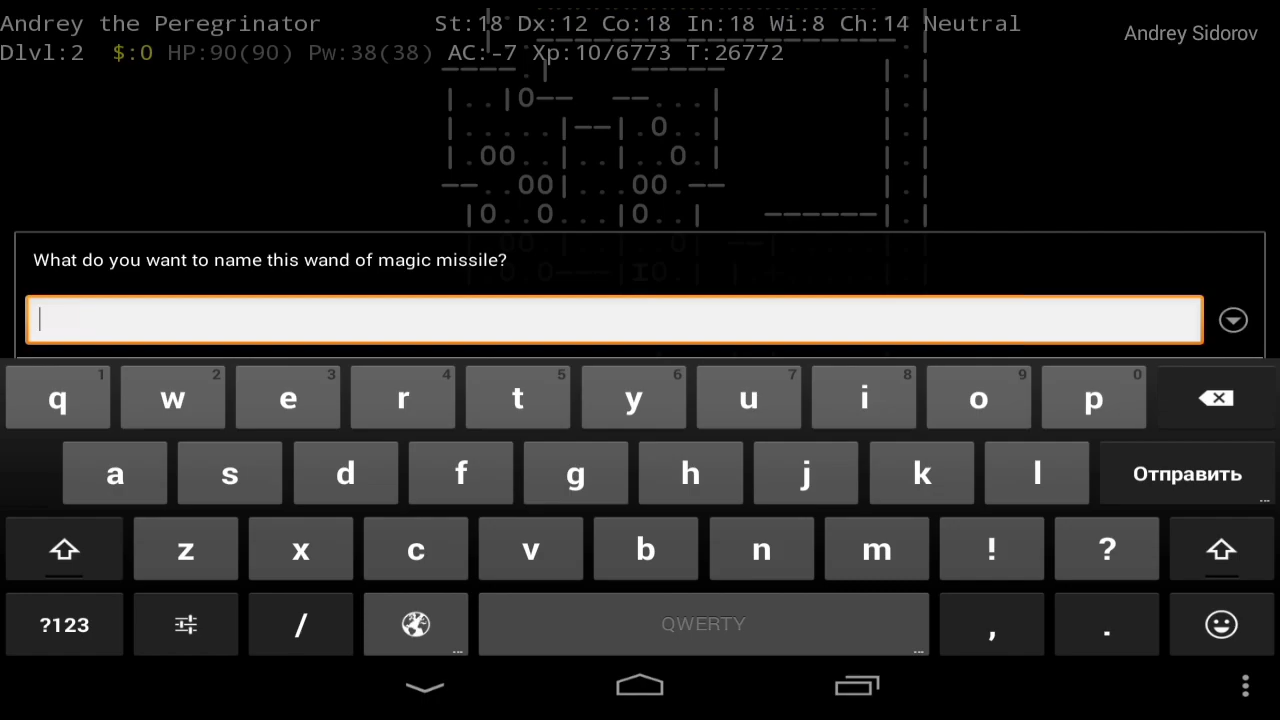 Andrey the Peregrinator St:18 Dx:12 Co:18 In:18 Wi:8 Ch:14 Neutral
Dlvl:2 $:0 HP:90(90) Pw:38(38) AC:-7 Xp:10/6773 T:26772
Andrey Sidorov
What do you want to name this wand of magic missile?
q 1 w 2 e 3 r 4 t 5 y 6 u 7 i 8 o 9 p 0
a s d f g h j k l Отправить
z x c v b n m ! ?
?123 / QWERTY , .